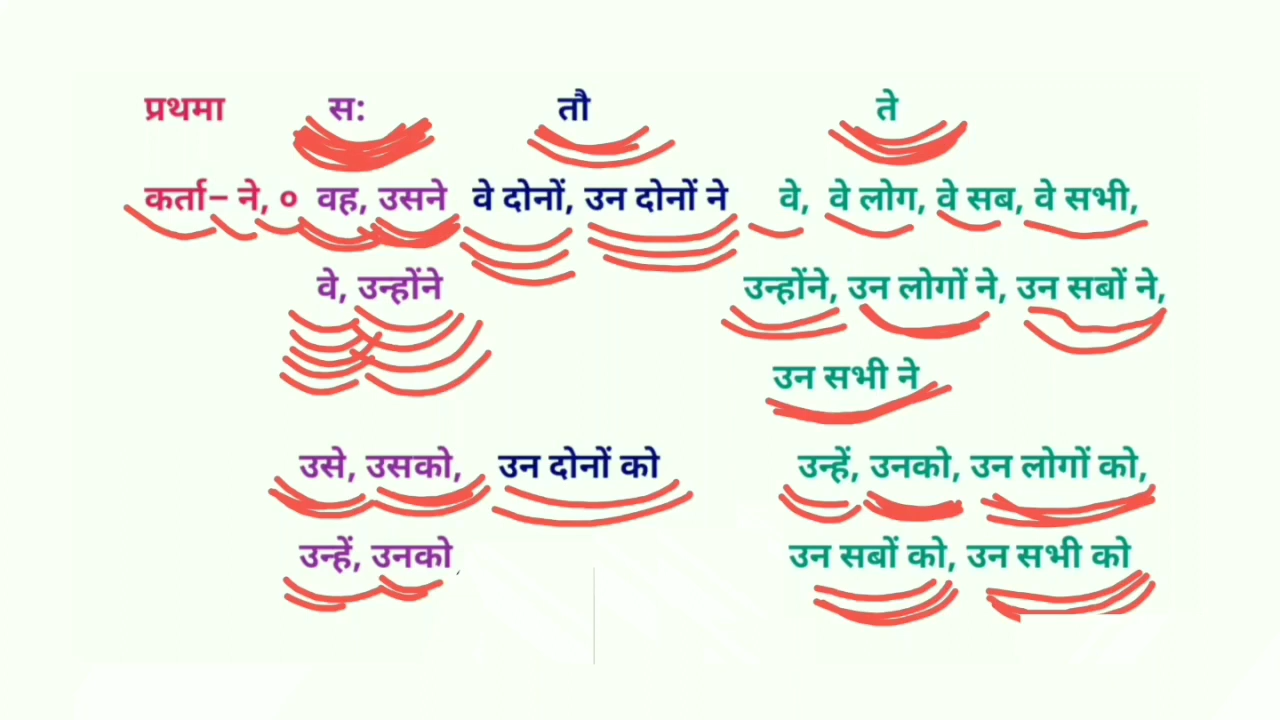 प्रथमा सः तौ ते
कर्ता– ने, ० वह, उसने वे दोनों, उन दोनों ने वे, वे लोग, वे सब, वे सभी,
वे, उन्होंने उन्होंने, उन लोगों ने, उन सबों ने,
उन सभी ने
उसे, उसको, उन दोनों को उन्हें, उनको, उन लोगों को,
उन्हें, उनको उन सबों को, उन सभी को